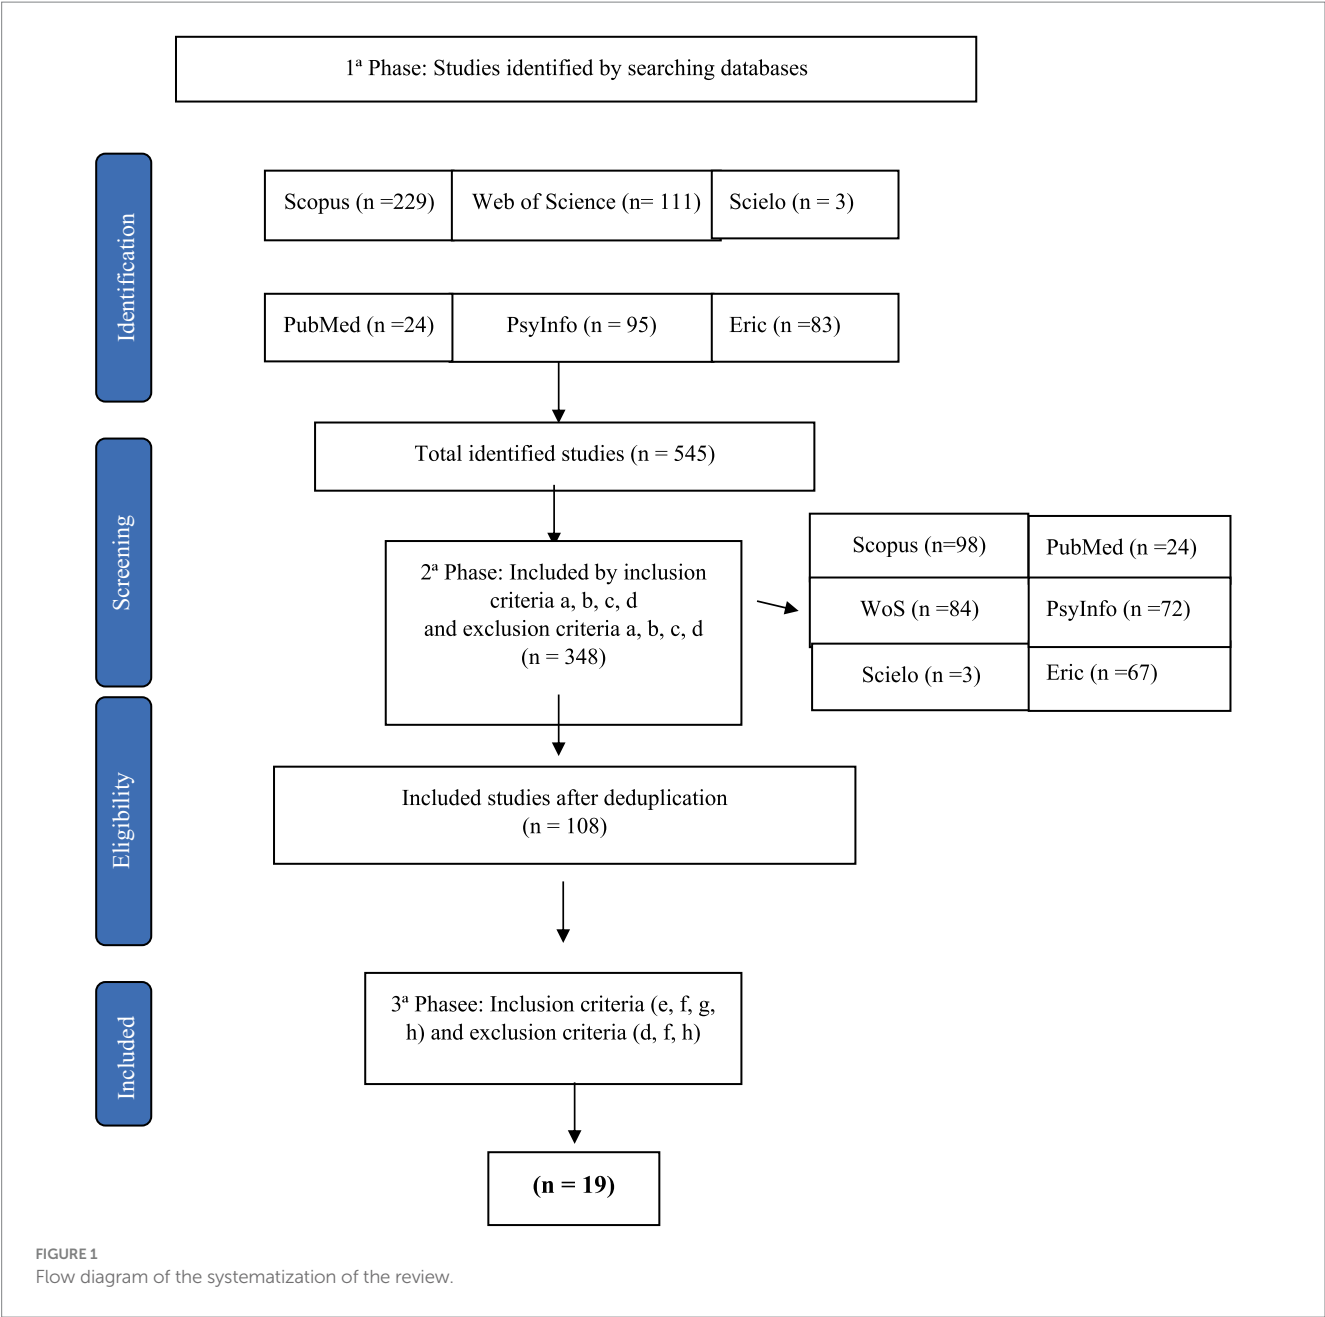 1ª Phase: Studies identified by searching databases
Identification
Scopus (n =229)
Web of Science (n= 111)
Scielo (n = 3)
PubMed (n =24)
PsyInfo (n = 95)
Eric (n =83)
Total identified studies (n = 545)
Screening
2ª Phase: Included by inclusion
criteria a, b, c, d
and exclusion criteria a, b, c, d
(n = 348)
Scopus (n=98)
PubMed (n =24)
WoS (n =84)
PsyInfo (n =72)
Scielo (n =3)
Eric (n =67)
Eligibility
Included studies after deduplication
(n = 108)
Included
3ª Phasee: Inclusion criteria (e, f, g,
h) and exclusion criteria (d, f, h)
(n = 19)
FIGURE 1
Flow diagram of the systematization of the review.